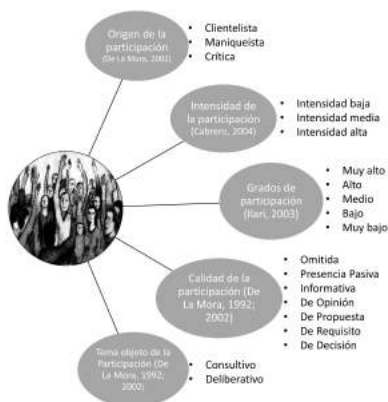 Origen de la
participación
(De La Mora, 2002)
• Clientelista
• Maniqueista
• Crítica
Intensidad de
la participación
(Cabrero, 2004)
• Intensidad baja
• Intensidad media
• Intensidad alta
Grados de
participación
(Ilari, 2003)
• Muy alto
• Alto
• Medio
• Bajo
• Muy bajo
Calidad de la
participación (De
La Mora, 1992;
2002)
• Omitida
• Presencia Pasiva
• Informativa
• De Opinión
• De Propuesta
• De Requisito
• De Decisión
Tema objeto de la
Participación (De
La Mora, 1992;
2002)
• Consultivo
• Deliberativo